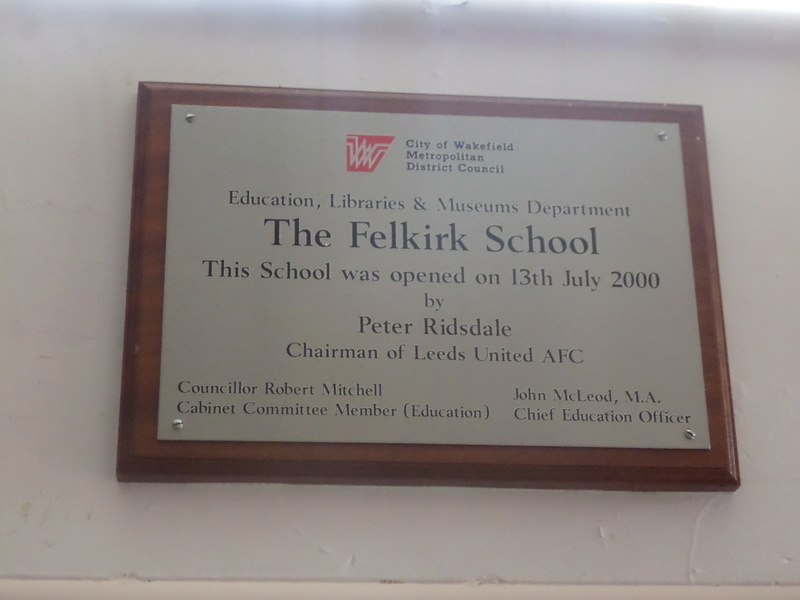 City of Wakefield
Metropolitan
District Council
Education, Libraries & Museums Department
The Felkirk School
This School was opened on 13th July 2000
by
Peter Ridsdale
Chairman of Leeds United AFC
Councillor Robert Mitchell
Cabinet Committee Member (Education)
John McLeod, M.A.
Chief Education Officer